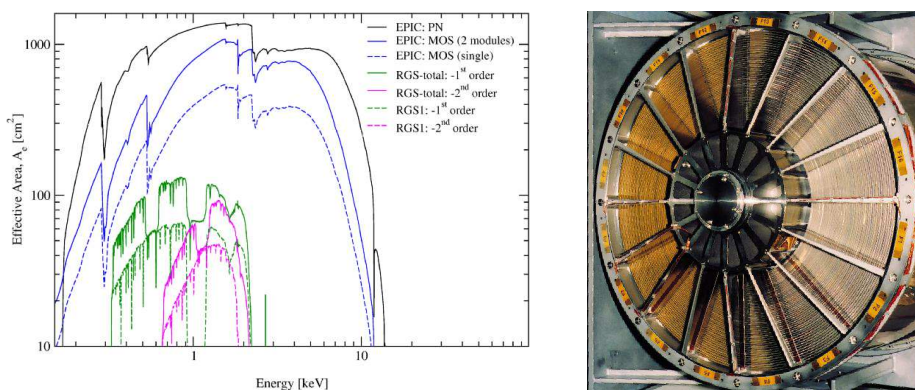 1000
100
10
Effective Area, A_e [cm²]
1
10
Energy [keV]
EPIC: PN
EPIC: MOS (2 modules)
EPIC: MOS (single)
RGS-total: -1st order
RGS-total: -2nd order
RGS1: -1st order
RGS1: -2nd order